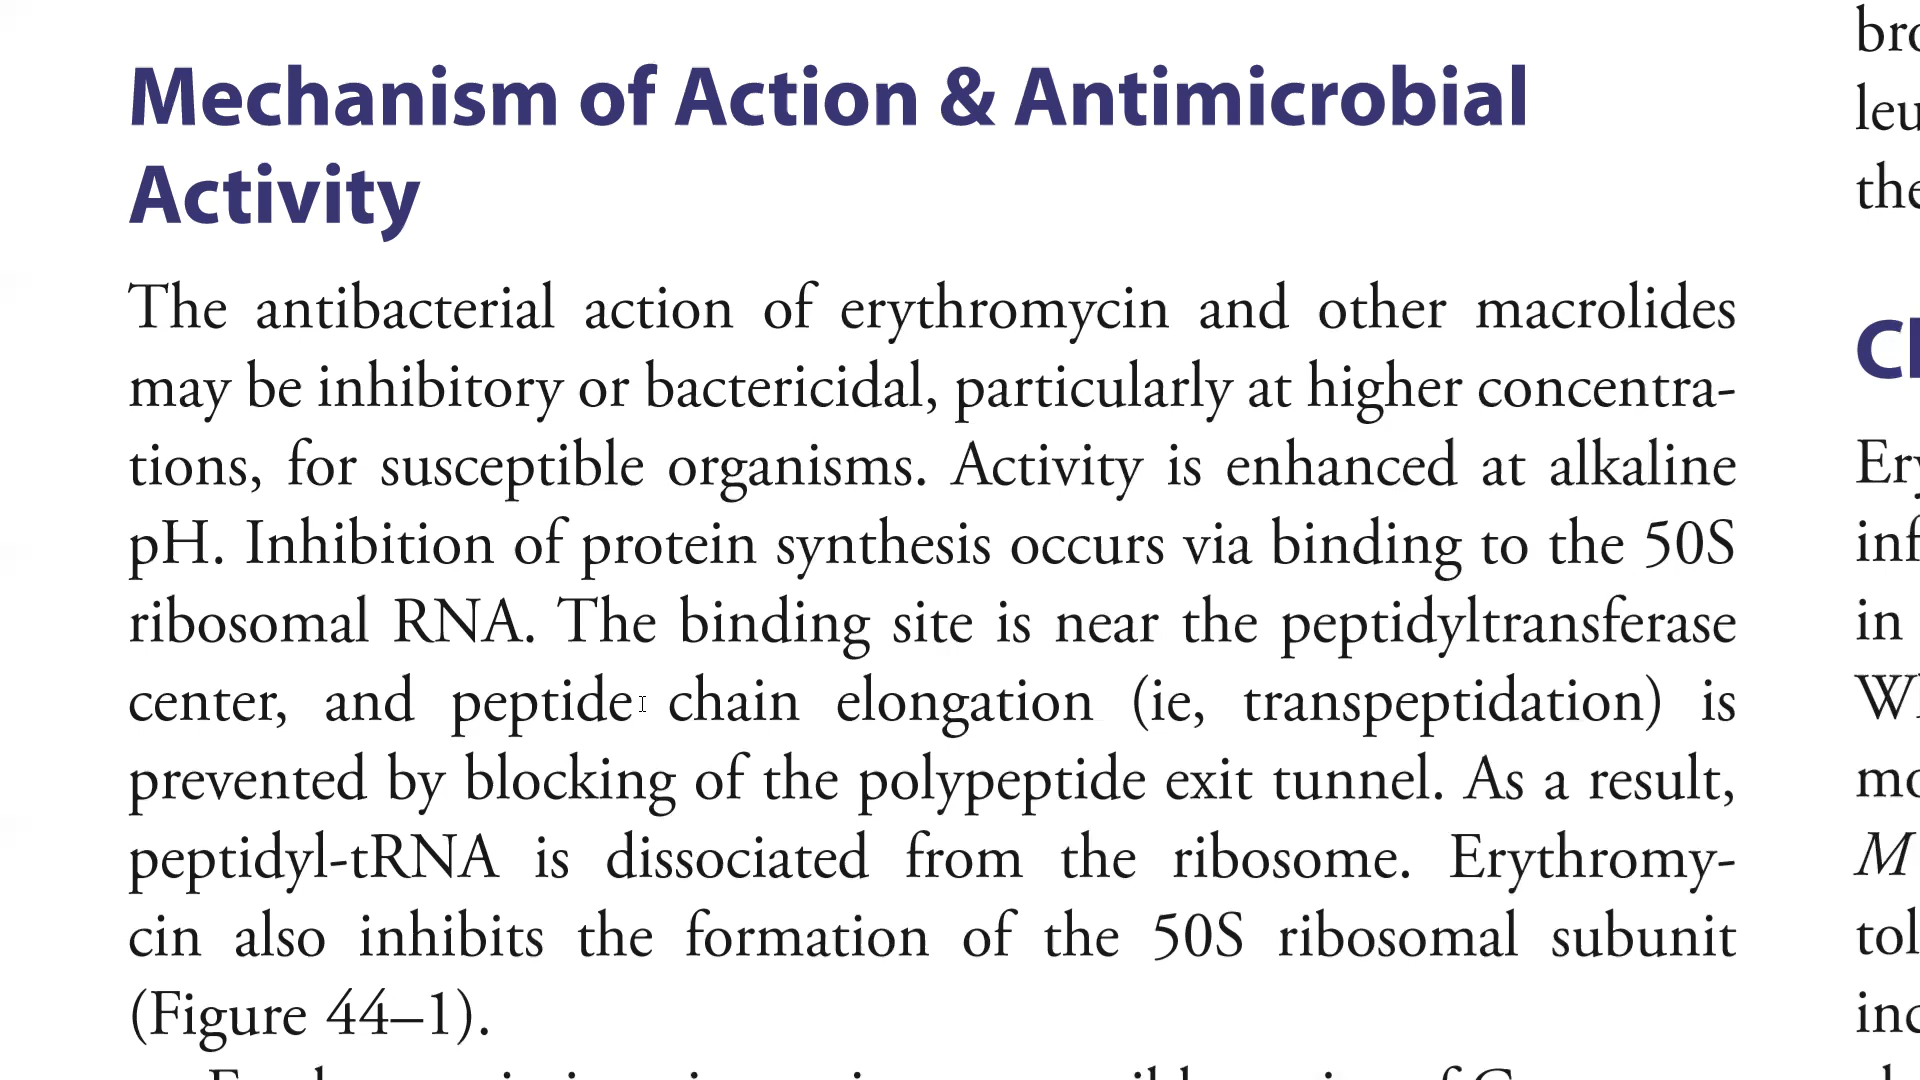 Mechanism of Action & Antimicrobial
Activity
The antibacterial action of erythromycin and other macrolides
may be inhibitory or bactericidal, particularly at higher concentra-
tions, for susceptible organisms. Activity is enhanced at alkaline
pH. Inhibition of protein synthesis occurs via binding to the 50S
ribosomal RNA. The binding site is near the peptidyltransferase
center, and peptide chain elongation (ie, transpeptidation) is
prevented by blocking of the polypeptide exit tunnel. As a result,
peptidyl-tRNA is dissociated from the ribosome. Erythromy-
cin also inhibits the formation of the 50S ribosomal subunit
(Figure 44–1).
the
in